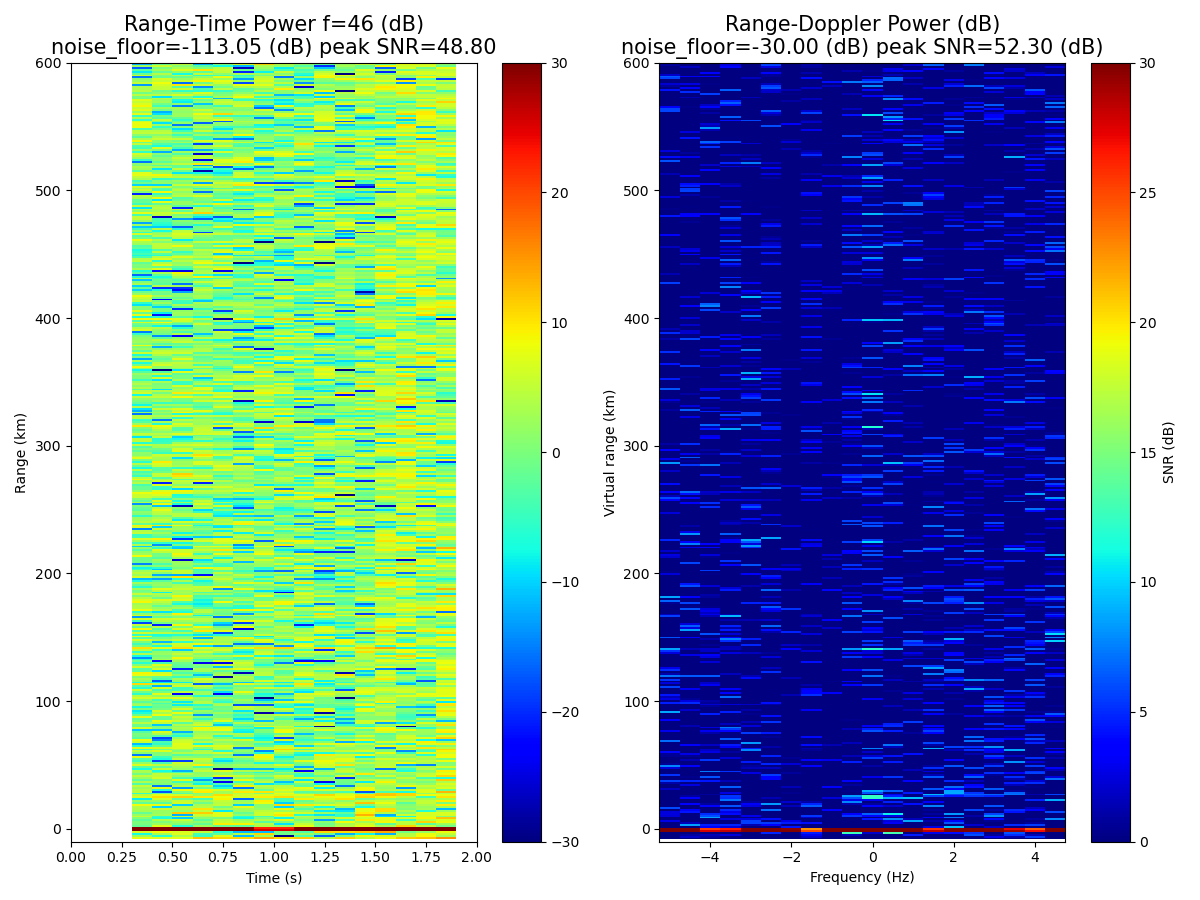 Range-Time Power f=46 (dB)
noise_floor=-113.05 (dB) peak SNR=48.80
Range-Doppler Power (dB)
noise_floor=-30.00 (dB) peak SNR=52.30 (dB)
600
500
400
300
200
100
0
Range (km)
0.00 0.25 0.50 0.75 1.00 1.25 1.50 1.75 2.00
Time (s)
30
20
10
0
−10
−20
−30
600
500
400
300
200
100
0
Virtual range (km)
−4 −2 0 2 4
Frequency (Hz)
30
25
20
15
10
5
0
SNR (dB)